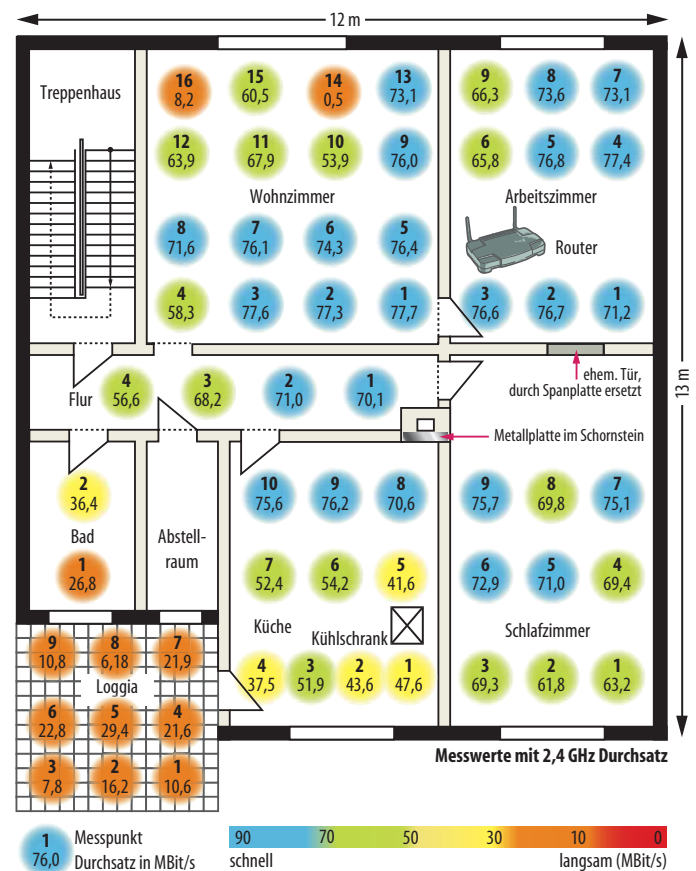 12 m
Treppenhaus
16 15 14 13
8,2 60,5 0,5 73,1
12 11 10 9
63,9 67,9 53,9 76,0
Wohnzimmer
8 7 6 5
71,6 76,1 74,3 76,4
4 3 2 1
58,3 77,6 77,3 77,7
9 8 7
66,3 73,6 73,1
6 5 4
65,8 76,8 77,4
Arbeitszimmer
Router
3 2 1
76,6 76,7 71,2
13 m
ehem. Tür,
durch Spanplatte ersetzt
Flur
4 3 2 1
56,6 68,2 71,0 70,1
Metallplatte im Schornstein
2
36,4
Bad
1
26,8
Abstell-
raum
10 9 8
75,6 76,2 70,6
7 6 5
52,4 54,2 41,6
Küche
Kühlschrank
4 3 2 1
37,5 51,9 43,6 47,6
9 8 7
75,7 69,8 75,1
6 5 4
72,9 71,0 69,4
Schlafzimmer
3 2 1
69,3 61,8 63,2
9 8 7
10,8 6,18 21,9
Loggia
6 5 4
22,8 29,4 21,6
3 2 1
7,8 16,2 10,6
Messwerte mit 2,4 GHz Durchsatz
1 Messpunkt
76,0 Durchsatz in MBit/s
90 70 50 30 10 0
schnell langsam (MBit/s)